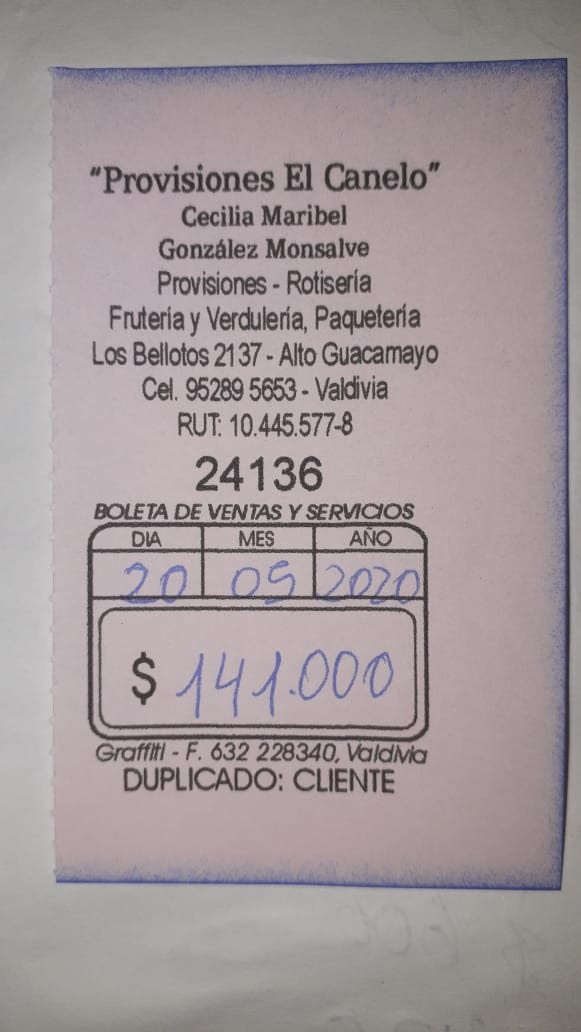 "Provisiones El Canelo"
Cecilia Maribel
González Monsalve
Provisiones - Rotisería
Frutería y Verdulería, Paquetería
Los Bellotos 2137 - Alto Guacamayo
Cel. 95289 5653 - Valdivia
RUT: 10.445.577-8
24136
BOLETA DE VENTAS Y SERVICIOS
DIA MES AÑO
20 05 2020
$ 141.000
Graffiti - F. 632 228340, Valdivia
DUPLICADO: CLIENTE